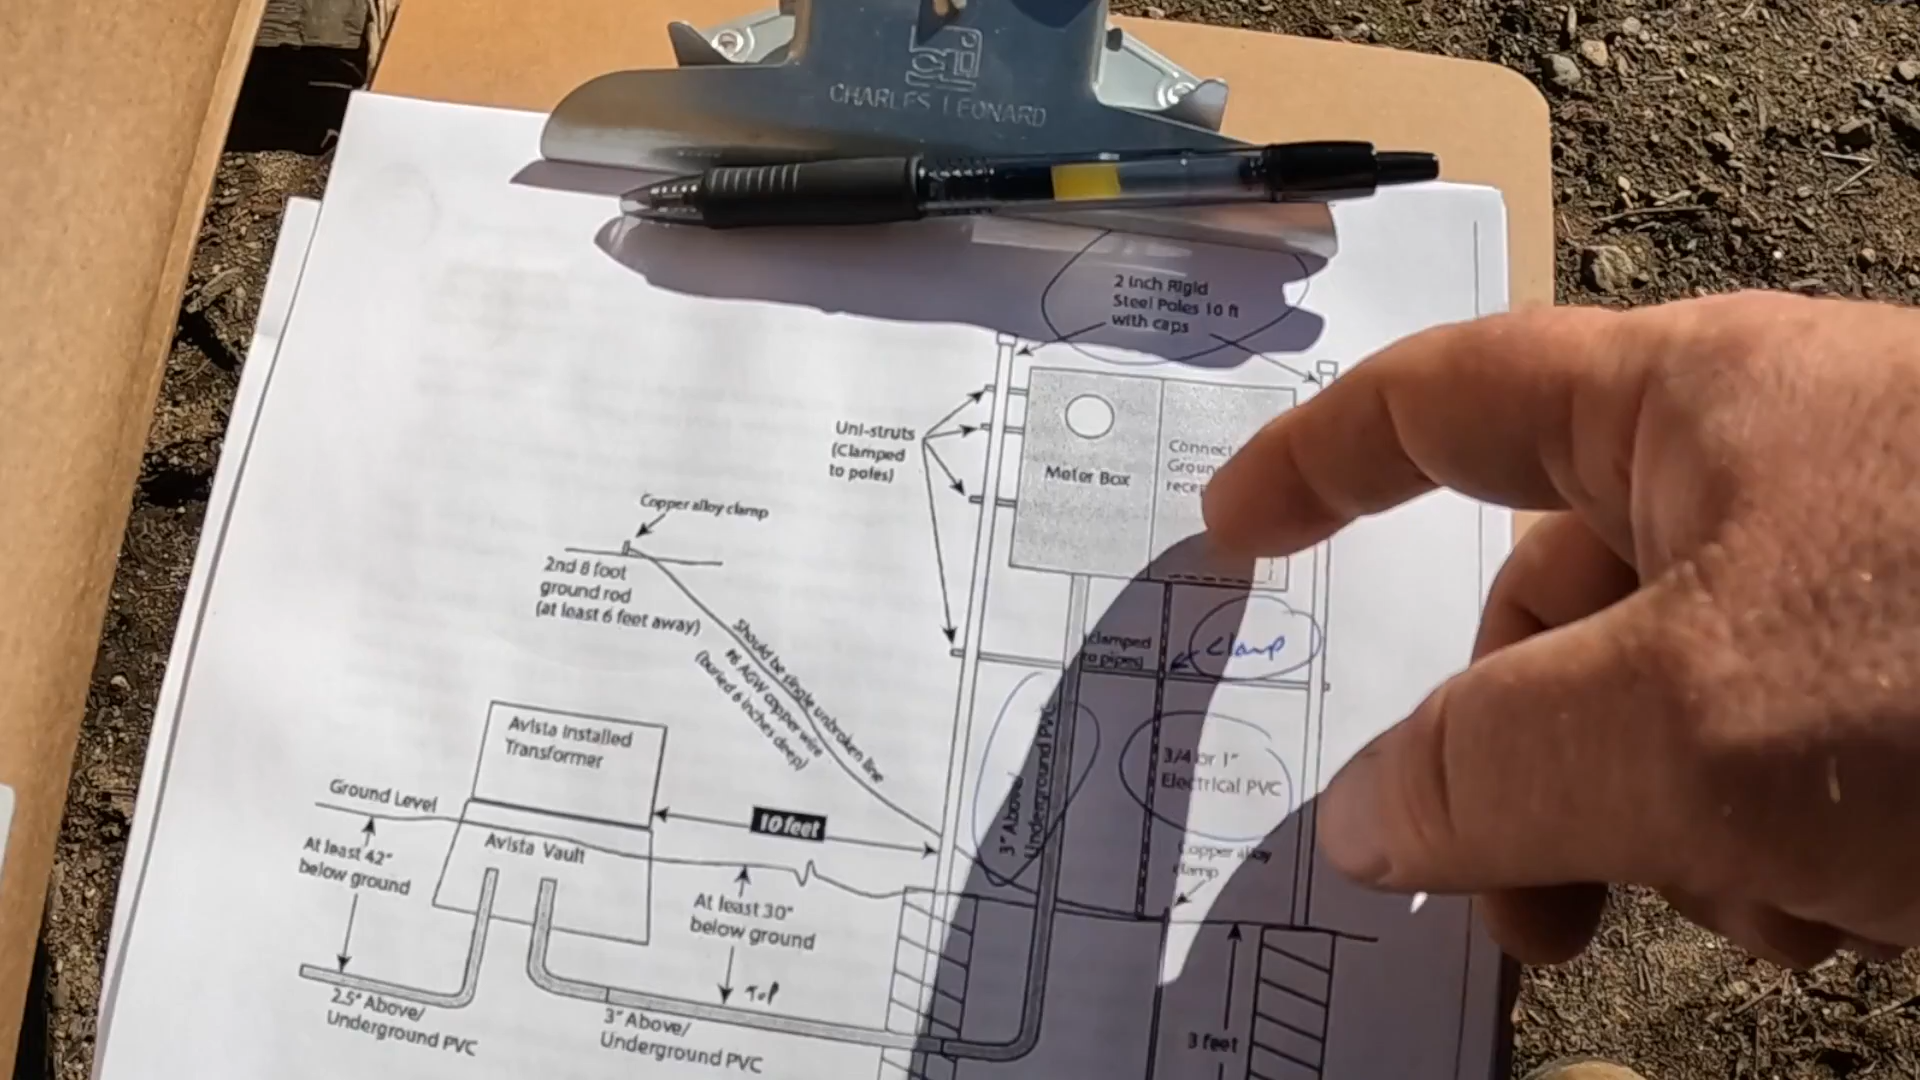 CHARLES LEONARD
2 Inch Rigid
Steel Poles 10 ft
with caps
Uni-struts
(Clamped
to poles)
Meter Box
Connect
Groun
recep
Copper alloy clamp
2nd 8 foot
ground rod
(at least 6 feet away)
Should be single unbroken line
#6 AGW copper wire
(buried 6 inches deep)
clamped
to pipes)
clamp
Avista Installed
Transformer
Ground Level
10 feet
3" Above/
Underground PVC
3/4 or 1"
Electrical PVC
Avista Vault
At least 42"
below ground
Copper alloy
clamp
At least 30"
below ground
TOP
2.5" Above/
Underground PVC
3" Above/
Underground PVC
3 feet